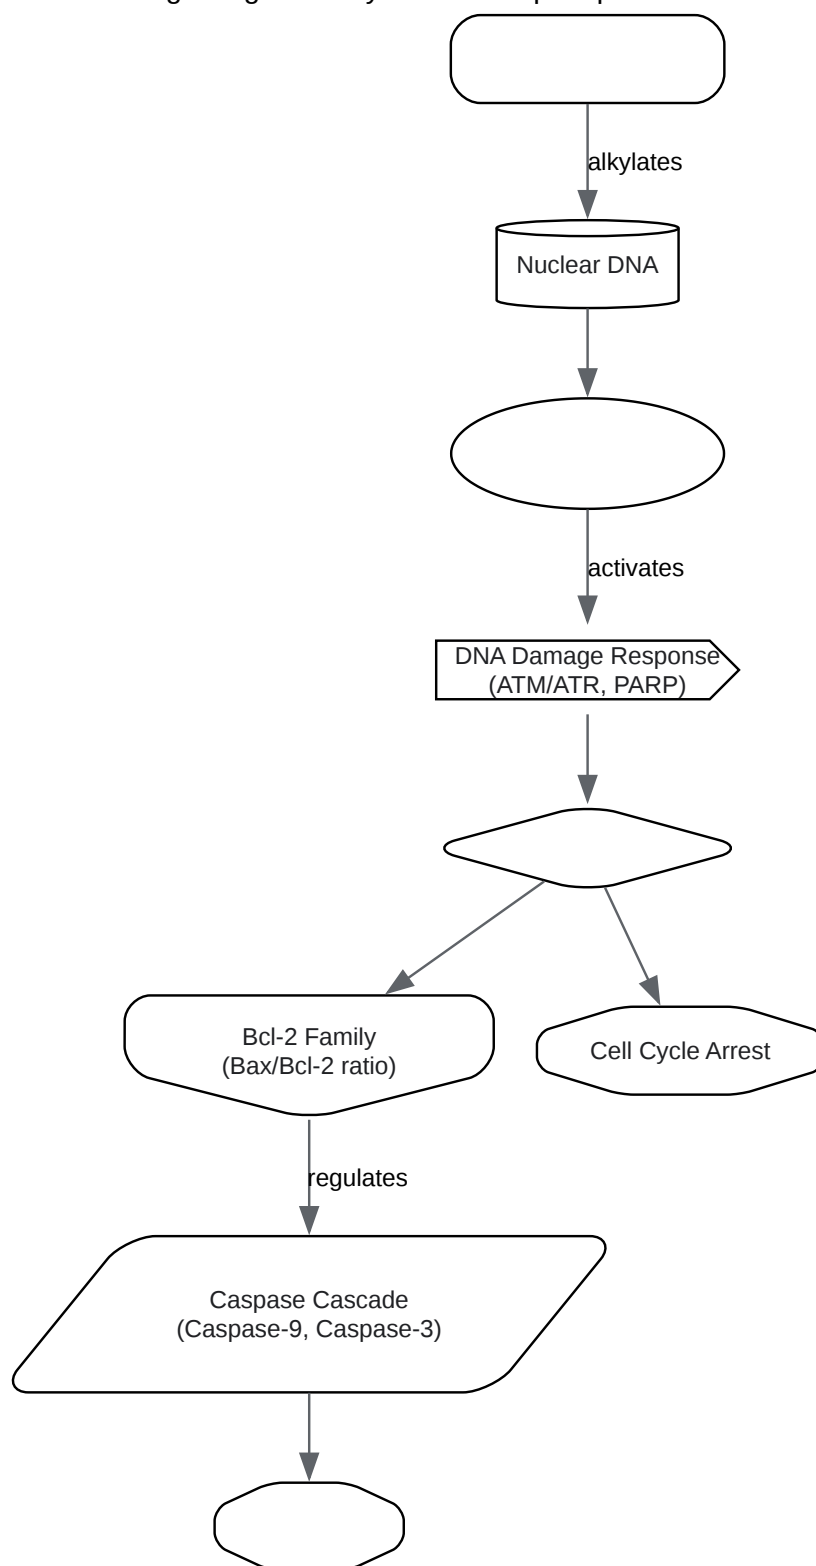 alkylates
Nuclear DNA
activates
DNA Damage Response
(ATM/ATR, PARP)
Bcl-2 Family
(Bax/Bcl-2 ratio)
Cell Cycle Arrest
regulates
Caspase Cascade
(Caspase-9, Caspase-3)